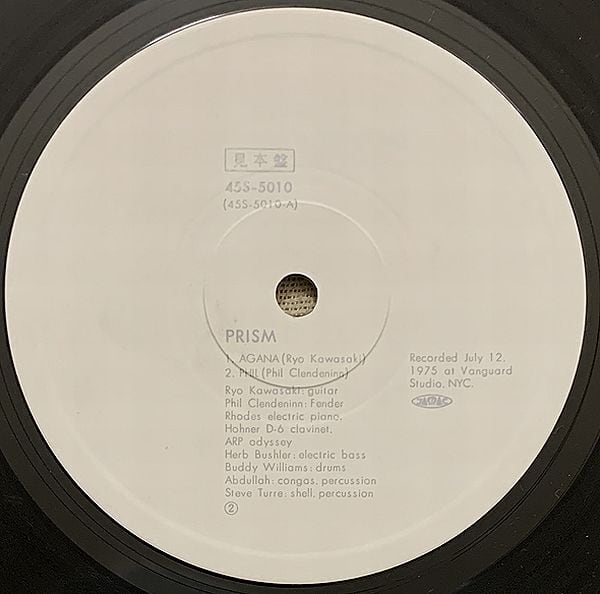 見本盤
45S-5010
(45S-5010-A)
PRISM
1. AGANA (Ryo Kawasaki)
2. PHIL (Phil Clendeninn)
Ryo Kawasaki: guitar
Phil Clendeninn: Fender
Rhodes electric piano,
Hohner D-6 clavinet,
ARP odyssey
Herb Bushler: electric bass
Buddy Williams: drums
Abdullah: congas, percussion
Steve Turre: shell, percussion
②
Recorded July 12,
1975 at Vanguard
Studio, NYC.
JASRAC